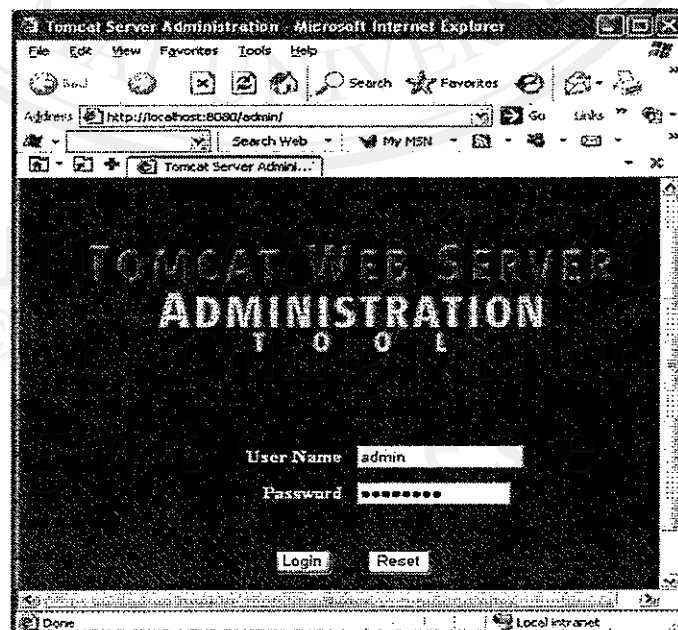 Tomcat Server Administration - Microsoft Internet Explorer
File Edit View Favorites Tools Help
Back Search Favorites
Address http://localhost:8080/admin/ Go Links
Search Web My MSN
Tomcat Server Admini...
TOMCAT WEB SERVER
ADMINISTRATION
TOOL
User Name admin
Password ••••••••
Login Reset
Done Local intranet